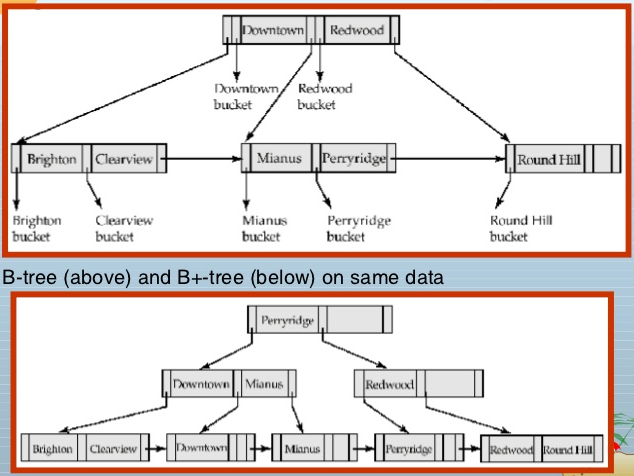 Downtown Redwood
Downtown Redwood
bucket bucket
Brighton Clearview Mianus Perryridge Round Hill
Brighton Clearview Mianus Perryridge Round Hill
bucket bucket bucket bucket bucket
B-tree (above) and B+-tree (below) on same data
Perryridge
Downtown Mianus Redwood
Brighton Clearview Downtown Mianus Perryridge Redwood Round Hill